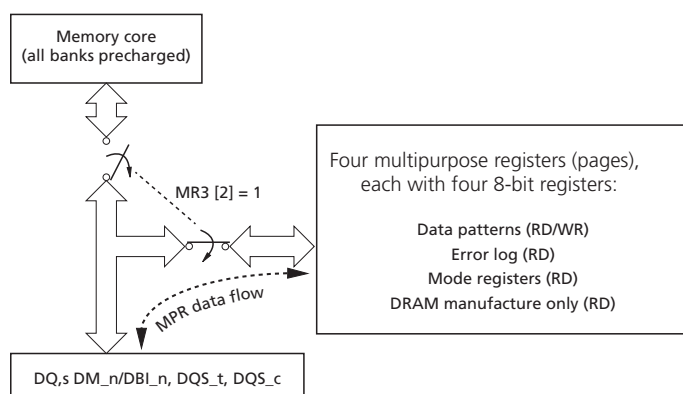 Memory core
(all banks precharged)
Four multipurpose registers (pages),
each with four 8-bit registers:
MR3 [2] = 1
Data patterns (RD/WR)
Error log (RD)
Mode registers (RD)
DRAM manufacture only (RD)
MPR data flow
DQ,s DM_n/DBI_n, DQS_t, DQS_c